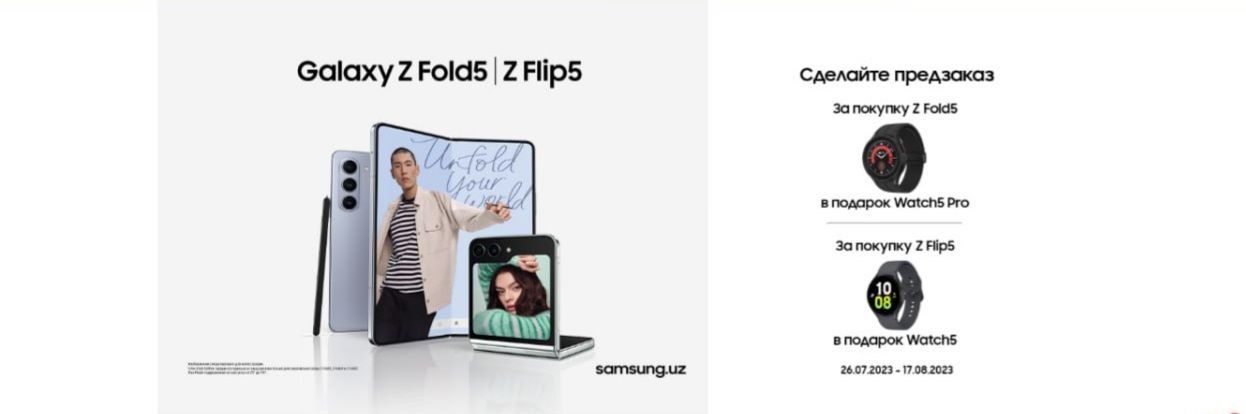 Galaxy Z Fold5 | Z Flip5
Unfold
Your
World
samsung.uz
Сделайте предзаказ
За покупку Z Fold5
в подарок Watch5 Pro
За покупку Z Flip5
10
08
в подарок Watch5
26.07.2023 - 17.08.2023